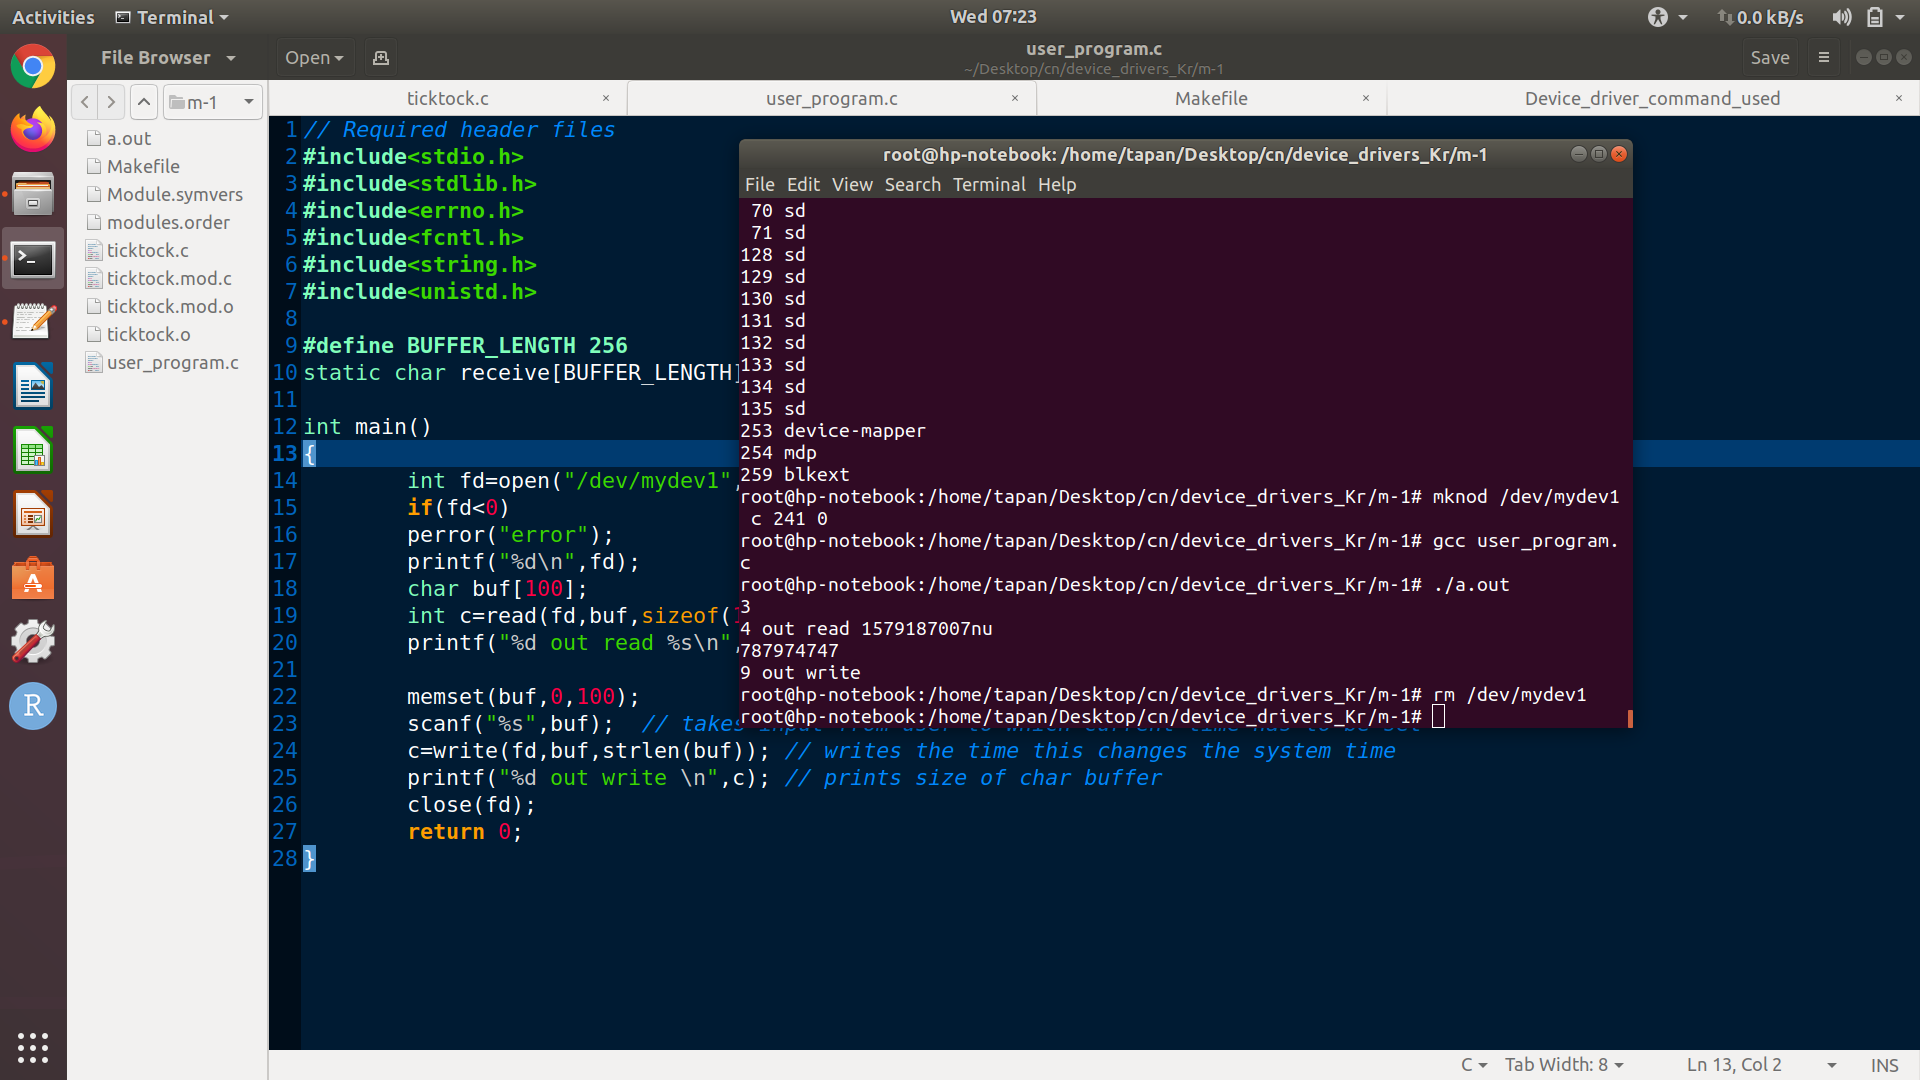 Activities
Terminal
Wed 07:23
0.0 kB/s
File Browser
Open
user_program.c
~/Desktop/cn/device_drivers_Kr/m-1
Save
m-1
ticktock.c
user_program.c
Makefile
Device_driver_command_used
a.out
Makefile
Module.symvers
modules.order
ticktock.c
ticktock.mod.c
ticktock.mod.o
ticktock.o
user_program.c
1 // Required header files
2 #include<stdio.h>
3 #include<stdlib.h>
4 #include<errno.h>
5 #include<fcntl.h>
6 #include<string.h>
7 #include<unistd.h>
8
9 #define BUFFER_LENGTH 256
10 static char receive[BUFFER_LENGTH]
11
12 int main()
13 {
14 int fd=open("/dev/mydev1",
15 if(fd<0)
16 perror("error");
17 printf("%d\n",fd);
18 char buf[100];
19 int c=read(fd,buf,sizeof(
20 printf("%d out read %s\n",
21
22 memset(buf,0,100);
23 scanf("%s",buf); // takes input from user to which current time has to be set
24 c=write(fd,buf,strlen(buf)); // writes the time this changes the system time
25 printf("%d out write \n",c); // prints size of char buffer
26 close(fd);
27 return 0;
28 }
root@hp-notebook: /home/tapan/Desktop/cn/device_drivers_Kr/m-1
File Edit View Search Terminal Help
70 sd
71 sd
128 sd
129 sd
130 sd
131 sd
132 sd
133 sd
134 sd
135 sd
253 device-mapper
254 mdp
259 blkext
root@hp-notebook:/home/tapan/Desktop/cn/device_drivers_Kr/m-1# mknod /dev/mydev1
c 241 0
root@hp-notebook:/home/tapan/Desktop/cn/device_drivers_Kr/m-1# gcc user_program.
c
root@hp-notebook:/home/tapan/Desktop/cn/device_drivers_Kr/m-1# ./a.out
3
4 out read 1579187007nu
787974747
9 out write
root@hp-notebook:/home/tapan/Desktop/cn/device_drivers_Kr/m-1# rm /dev/mydev1
root@hp-notebook:/home/tapan/Desktop/cn/device_drivers_Kr/m-1#
R
C
Tab Width: 8
Ln 13, Col 2
INS